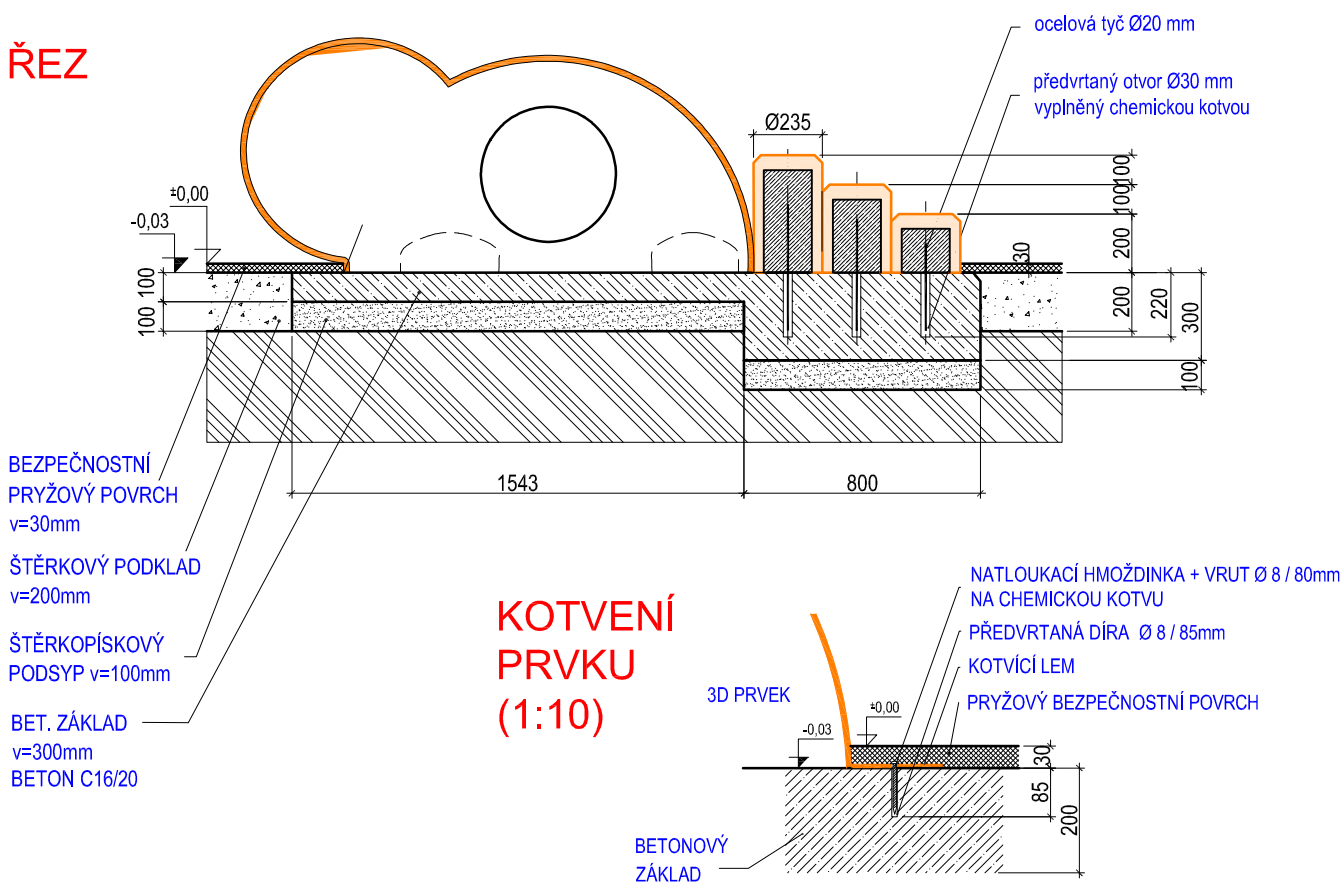 ŘEZ
ocelová tyč Ø20 mm
předvrtaný otvor Ø30 mm
vyplněný chemickou kotvou
Ø235
±0,00
-0,03
100
100
200
30
100
100
200
220
300
100
1543
800
BEZPEČNOSTNÍ
PRYŽOVÝ POVRCH
v=30mm
ŠTĚRKOVÝ PODKLAD
v=200mm
ŠTĚRKOPÍSKOVÝ
PODSYP v=100mm
BET. ZÁKLAD
v=300mm
BETON C16/20
KOTVENÍ
PRVKU
(1:10)
NATLOUKACÍ HMOŽDINKA + VRUT Ø 8 / 80mm
NA CHEMICKOU KOTVU
PŘEDVRTANÁ DÍRA Ø 8 / 85mm
KOTVÍCÍ LEM
PRYŽOVÝ BEZPEČNOSTNÍ POVRCH
3D PRVEK
±0,00
-0,03
30
85
200
BETONOVÝ
ZÁKLAD